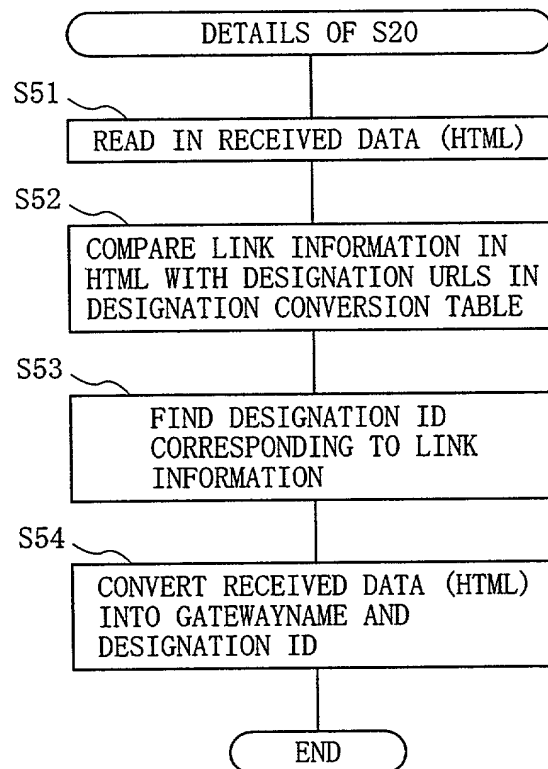 DETAILS OF S20
S51
READ IN RECEIVED DATA (HTML)
S52
COMPARE LINK INFORMATION IN
HTML WITH DESIGNATION URLS IN
DESIGNATION CONVERSION TABLE
S53
FIND DESIGNATION ID
CORRESPONDING TO LINK
INFORMATION
S54
CONVERT RECEIVED DATA (HTML)
INTO GATEWAYNAME AND
DESIGNATION ID
END